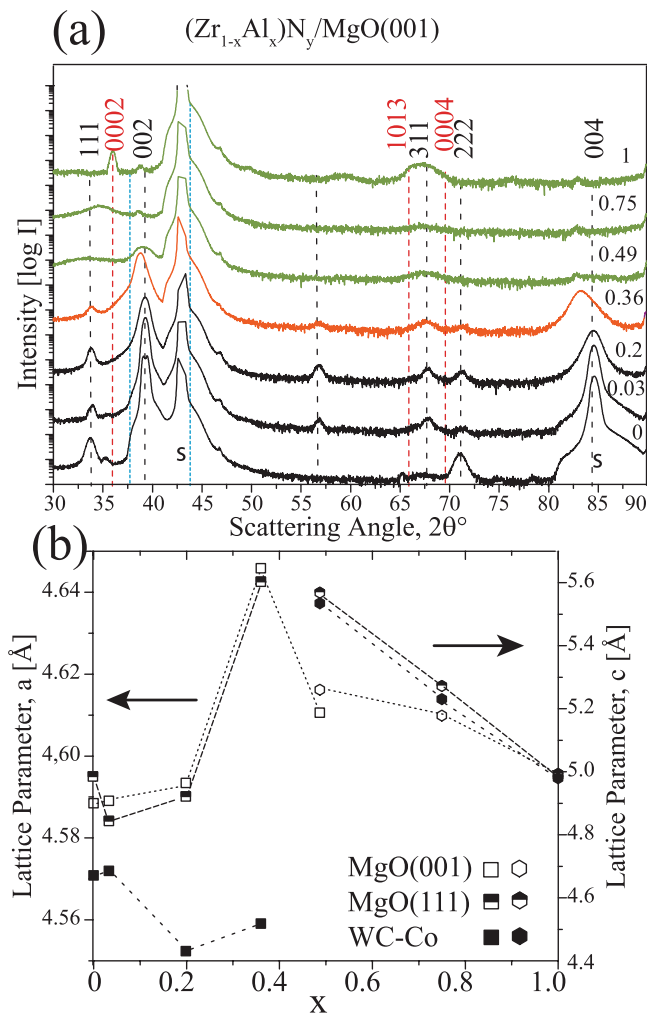 (a) (Zr1-xAlx)Ny/MgO(001)
111
0002
002
1013
311
0004
222
004
1
0.75
0.49
0.36
0.2
0.03
0
s
s
Intensity [log I]
30 35 40 45 50 55 60 65 70 75 80 85 90
Scattering Angle, 2θ°
(b)
4.64
4.62
4.60
4.58
4.56
Lattice Parameter, a [Å]
5.6
5.4
5.2
5.0
4.8
4.6
4.4
Lattice Parameter, c [Å]
MgO(001)
MgO(111)
WC-Co
0 0.2 0.4 0.6 0.8 1.0
x